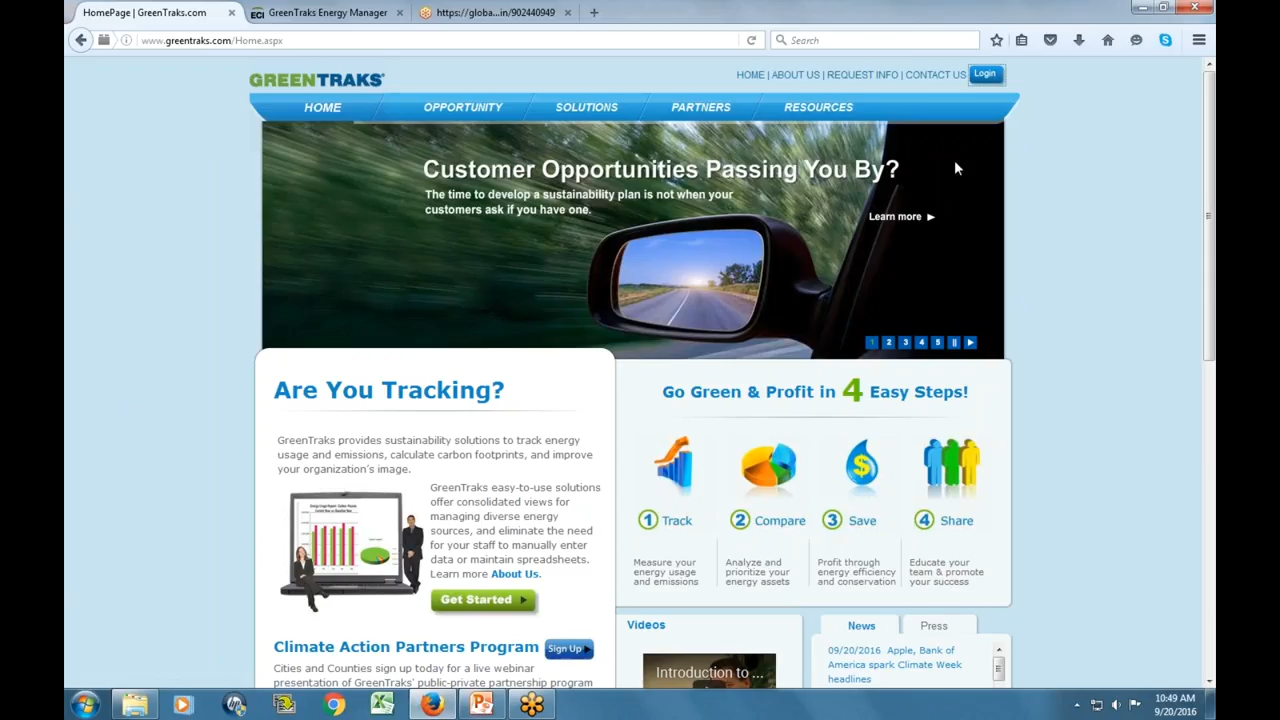 HomePage | GreenTraks.com
ECI GreenTraks Energy Manager
https://globa...in/902440949
www.greentraks.com/Home.aspx
Search
GREENTRAKS
HOME | ABOUT US | REQUEST INFO | CONTACT US
Login
HOME OPPORTUNITY SOLUTIONS PARTNERS RESOURCES
Customer Opportunities Passing You By?
The time to develop a sustainability plan is not when your
customers ask if you have one.
Learn more
1 2 3 4 5
Are You Tracking?
GreenTraks provides sustainability solutions to track energy
usage and emissions, calculate carbon footprints, and improve
your organization's image.
GreenTraks easy-to-use solutions
offer consolidated views for
managing diverse energy
sources, and eliminate the need
for your staff to manually enter
data or maintain spreadsheets.
Learn more About Us.
Get Started
Climate Action Partners Program
Sign Up
Cities and Counties sign up today for a live webinar
presentation of GreenTraks' public-private partnership program
Go Green & Profit in 4 Easy Steps!
1 Track
2 Compare
3 Save
4 Share
Measure your
energy usage
and emissions
Analyze and
prioritize your
energy assets
Profit through
energy efficiency
and conservation
Educate your
team & promote
your success
Videos
Introduction to ...
News
Press
09/20/2016 Apple, Bank of
America spark Climate Week
headlines
10:49 AM
9/20/2016